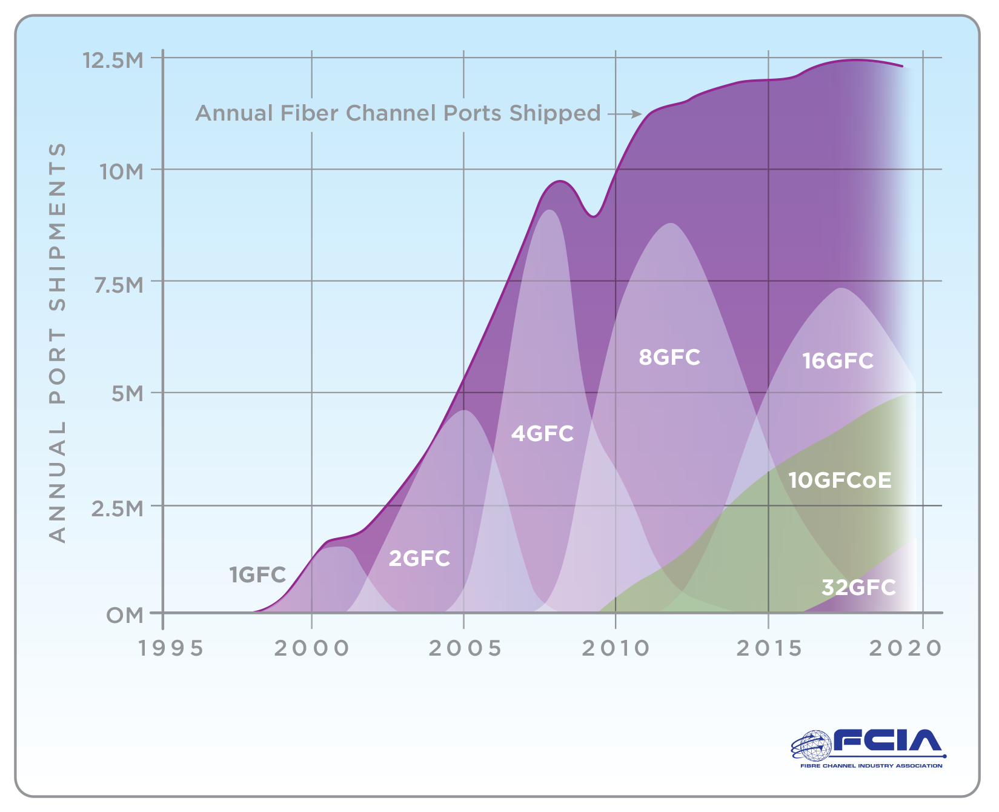 12.5M
Annual Fiber Channel Ports Shipped
ANNUAL PORT SHIPMENTS
10M
7.5M
5M
2.5M
0M
8GFC
16GFC
4GFC
10GFCoE
2GFC
1GFC
32GFC
1995 2000 2005 2010 2015 2020
FCIA
FIBRE CHANNEL INDUSTRY ASSOCIATION